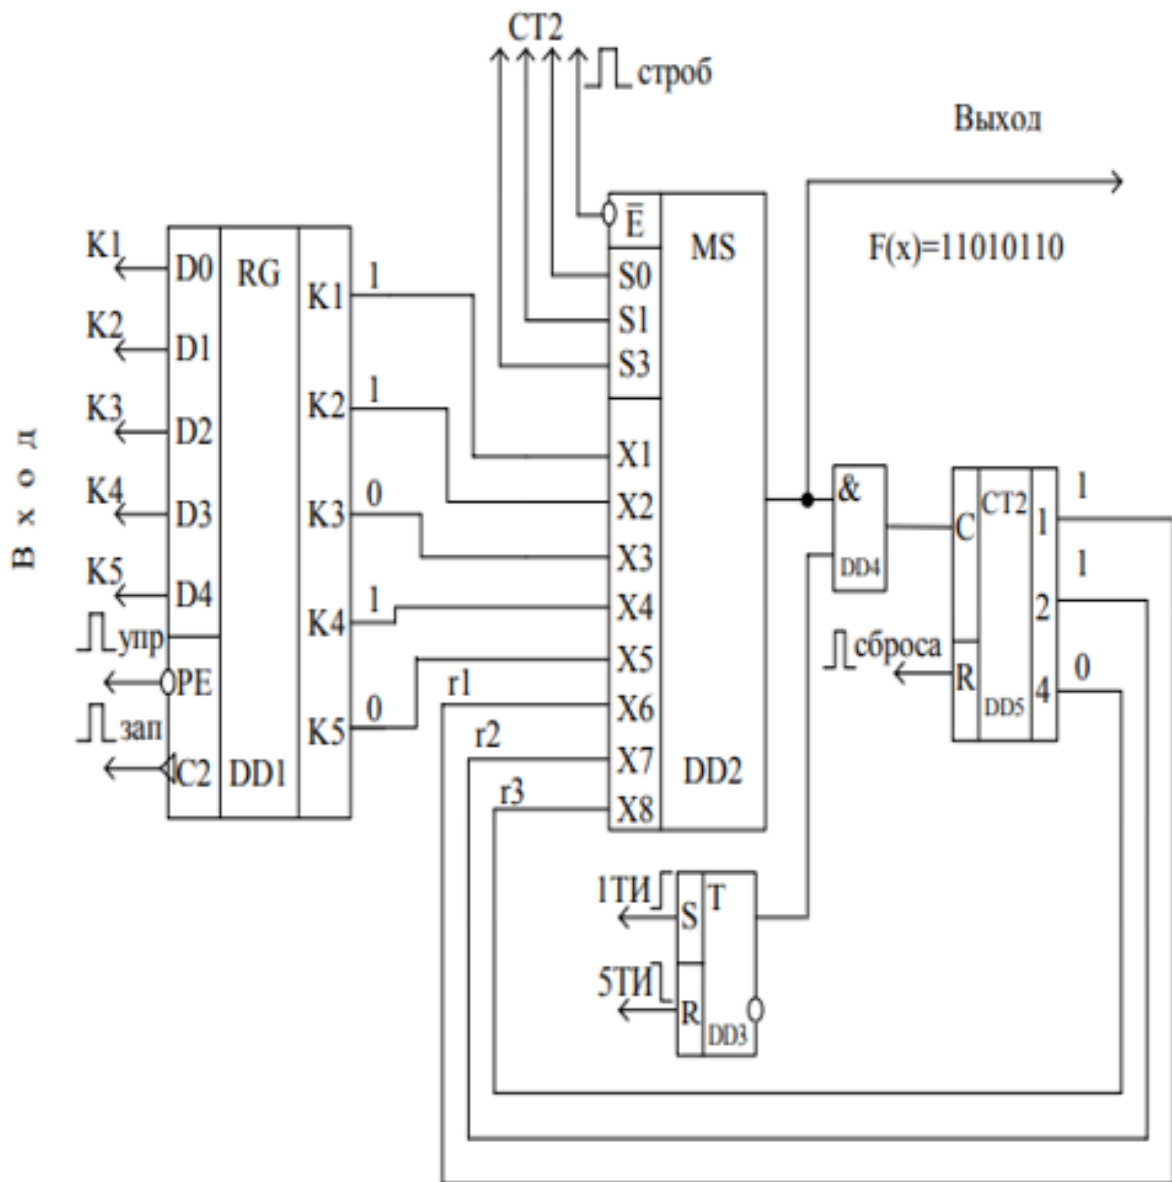 СТ2
строб
Выход
F(x)=11010110
Вход
K1
K2
K3
K4
K5
упр
зап
D0
D1
D2
D3
D4
PE
C2
RG
DD1
K1
K2
K3
K4
K5
1
1
0
1
0
E
S0
S1
S3
X1
X2
X3
X4
X5
X6
X7
X8
MS
DD2
r1
r2
r3
&
DD4
C
R
СТ2
DD5
1
2
4
1
1
0
сброса
1ТИ
5ТИ
S
R
T
DD3